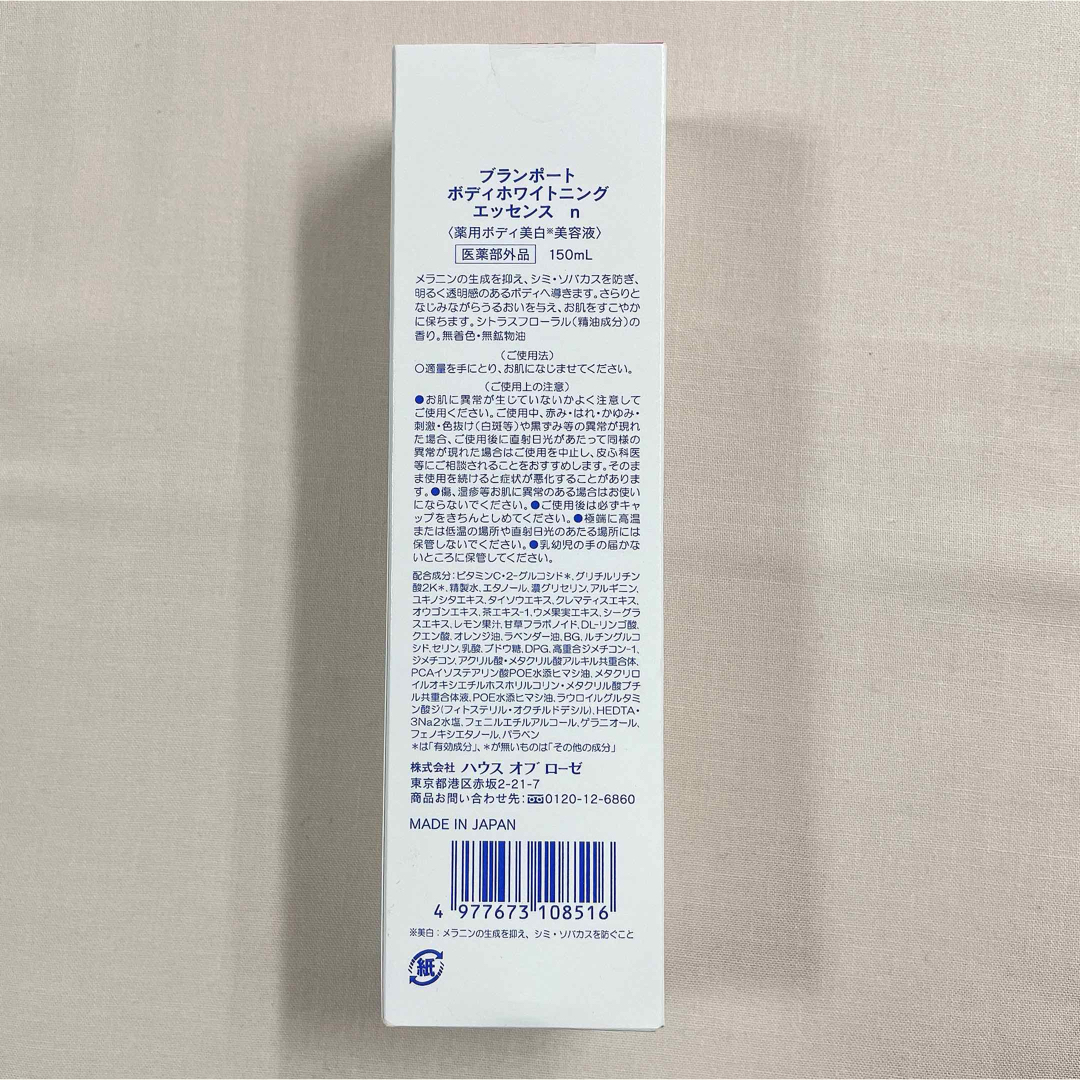 ブランポート
ボディホワイトニング
エッセンス n
〈薬用ボディ美白※美容液〉
医薬部外品 150mL
メラニンの生成を抑え、シミ・ソバカスを防ぎ、
明るく透明感のあるボディへ導きます。さらりと
なじみながらうるおいを与え、お肌をすこやか
に保ちます。シトラスフローラル(精油成分)の
香り。無着色・無鉱物油
(ご使用法)
○適量を手にとり、お肌になじませてください。
(ご使用上の注意)
●お肌に異常が生じていないかよく注意して
ご使用ください。ご使用中、赤み・はれ・かゆみ・
刺激・色抜け(白斑等)や黒ずみ等の異常が現れ
た場合、ご使用後に直射日光があたって同様の
異常が現れた場合はご使用を中止し、皮ふ科医
等にご相談されることをおすすめします。そのま
ま使用を続けると症状が悪化することがありま
す。●傷、湿疹等お肌に異常のある場合はお使い
にならないでください。●ご使用後は必ずキャ
ップをきちんとしめてください。●極端に高温
または低温の場所や直射日光のあたる場所には
保管しないでください。●乳幼児の手の届かな
いところに保管してください。
配合成分:ビタミンC・2-グルコシド*、グリチルリチン
酸2K*、精製水、エタノール、濃グリセリン、アルギニン、
ユキノシタエキス、タイソウエキス、クレマティスエキス、
オウゴンエキス、茶エキス-1、ウメ果実エキス、シーグラ
スエキス、レモン果汁、甘草フラボノイド、DL-リンゴ酸、
クエン酸、オレンジ油、ラベンダー油、BG、ルチングルコ
シド、セリン、乳酸、ブドウ糖、DPG、高重合ジメチコン-1、
ジメチコン、アクリル酸・メタクリル酸アルキル共重合体、
PCAイソステアリン酸POE水添ヒマシ油、メタクリロ
イルオキシエチルホスホリルコリン・メタクリル酸ブチ
ル共重合体液、POE水添ヒマシ油、ラウロイルグルタミ
ン酸ジ(フィトステリル・オクチルドデシル)、HEDTA・
3Na2水塩、フェニルエチルアルコール、ゲラニオール、
フェノキシエタノール、パラベン
*は「有効成分」、*が無いものは「その他の成分」
株式会社 ハウス オブ ローゼ
東京都港区赤坂2-21-7
商品お問い合わせ先:0120-12-6860
MADE IN JAPAN
4 977673 108516
※美白:メラニンの生成を抑え、シミ・ソバカスを防ぐこと
紙